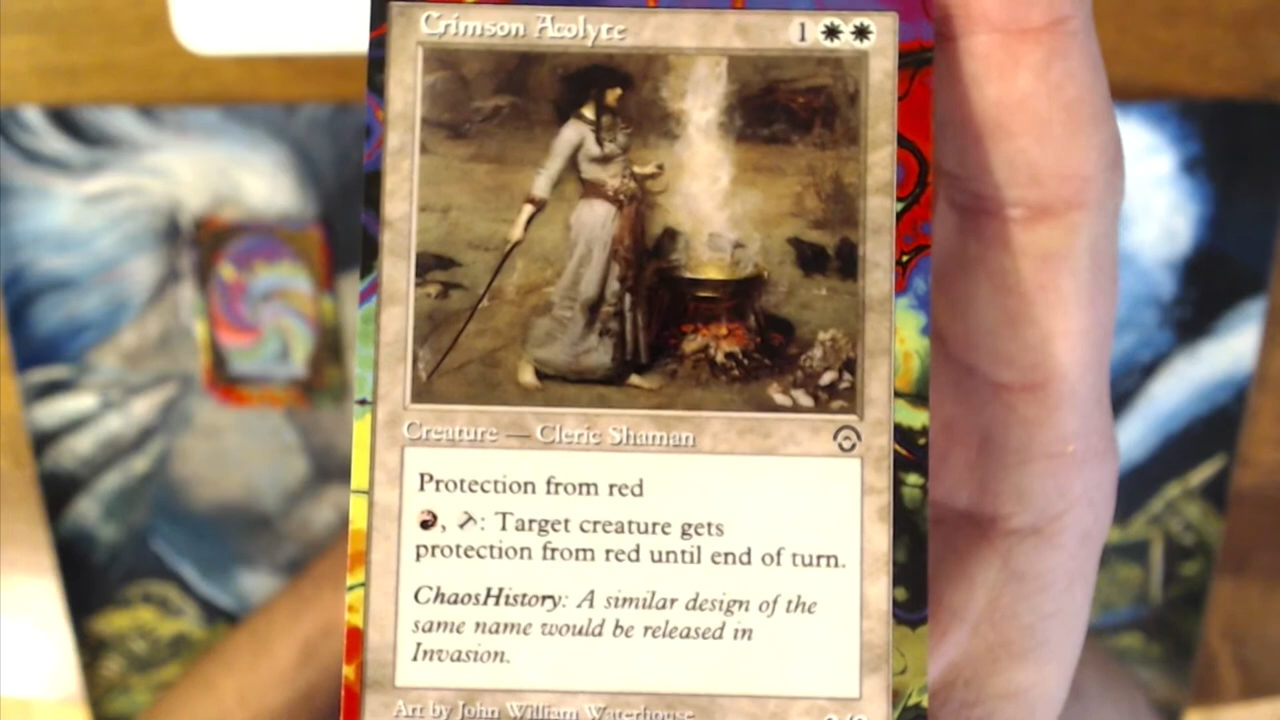 Crimson Acolyte 1
Creature — Cleric Shaman
Protection from red
, : Target creature gets
protection from red until end of turn.
ChaosHistory: A similar design of the
same name would be released in
Invasion.
Art by John William Waterhouse